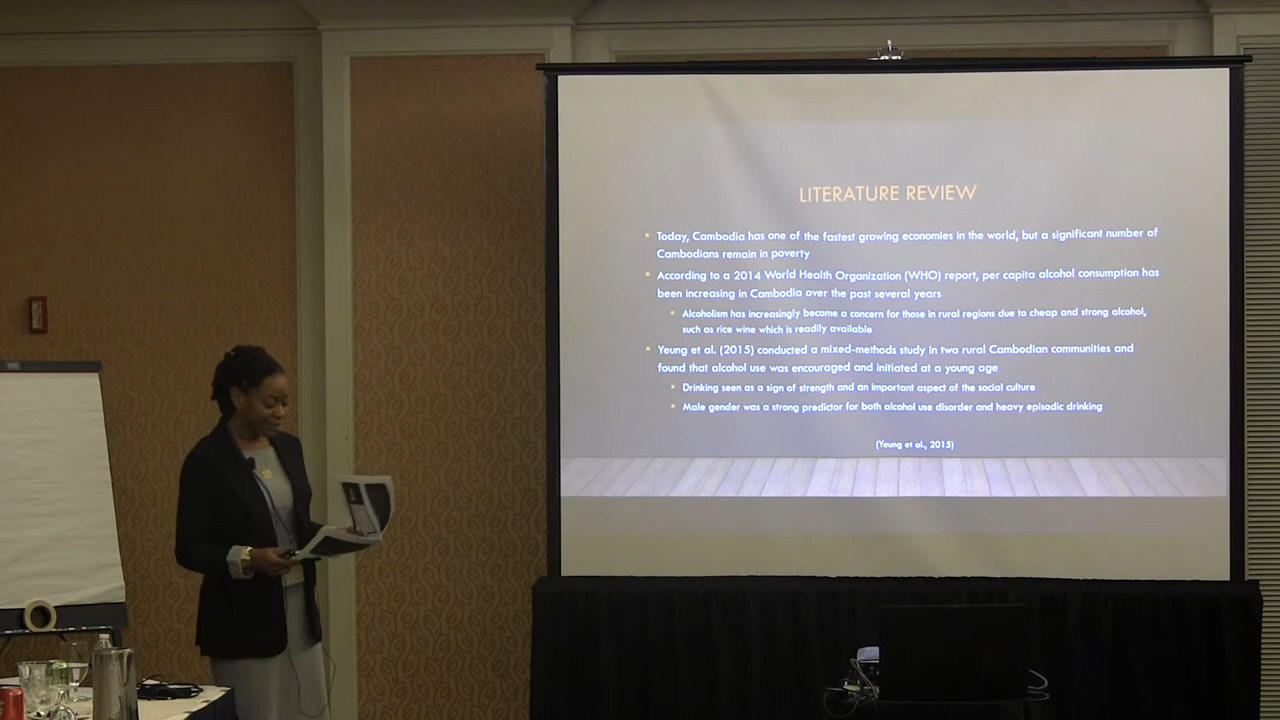 LITERATURE REVIEW
Today, Cambodia has one of the fastest growing economies in the world, but a significant number of
Cambodians remain in poverty
According to a 2014 World Health Organization (WHO) report, per capita alcohol consumption has
been increasing in Cambodia over the past several years
Alcoholism has increasingly become a concern for those in rural regions due to cheap and strong alcohol,
such as rice wine which is readily available
Yeung et al. (2015) conducted a mixed-methods study in two rural Cambodian communities and
found that alcohol use was encouraged and initiated at a young age
Drinking seen as a sign of strength and an important aspect of the social culture
Male gender was a strong predictor for both alcohol use disorder and heavy episodic drinking
(Yeung et al., 2015)